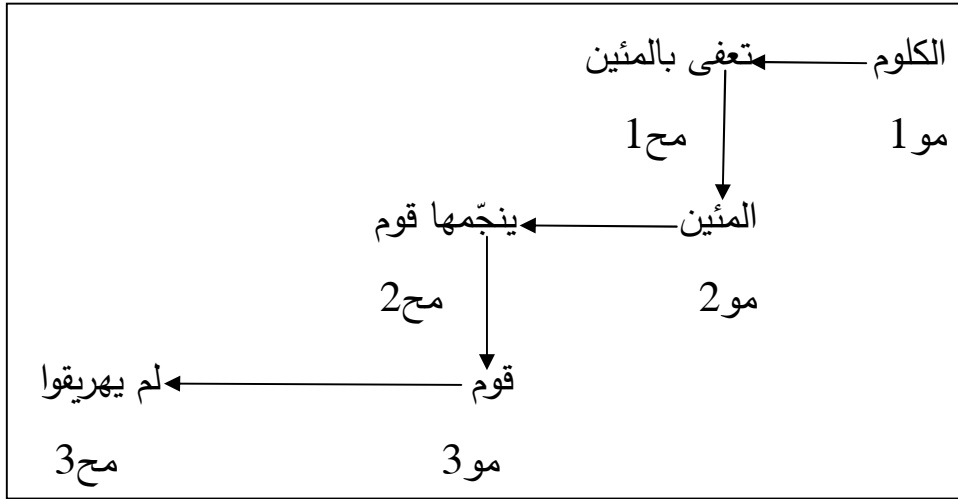 الكلوم تعفى بالمئين
مو1 مح1
المئين ينجّمها قوم
مو2 مح2
قوم لم يهريقوا
مو3 مح3